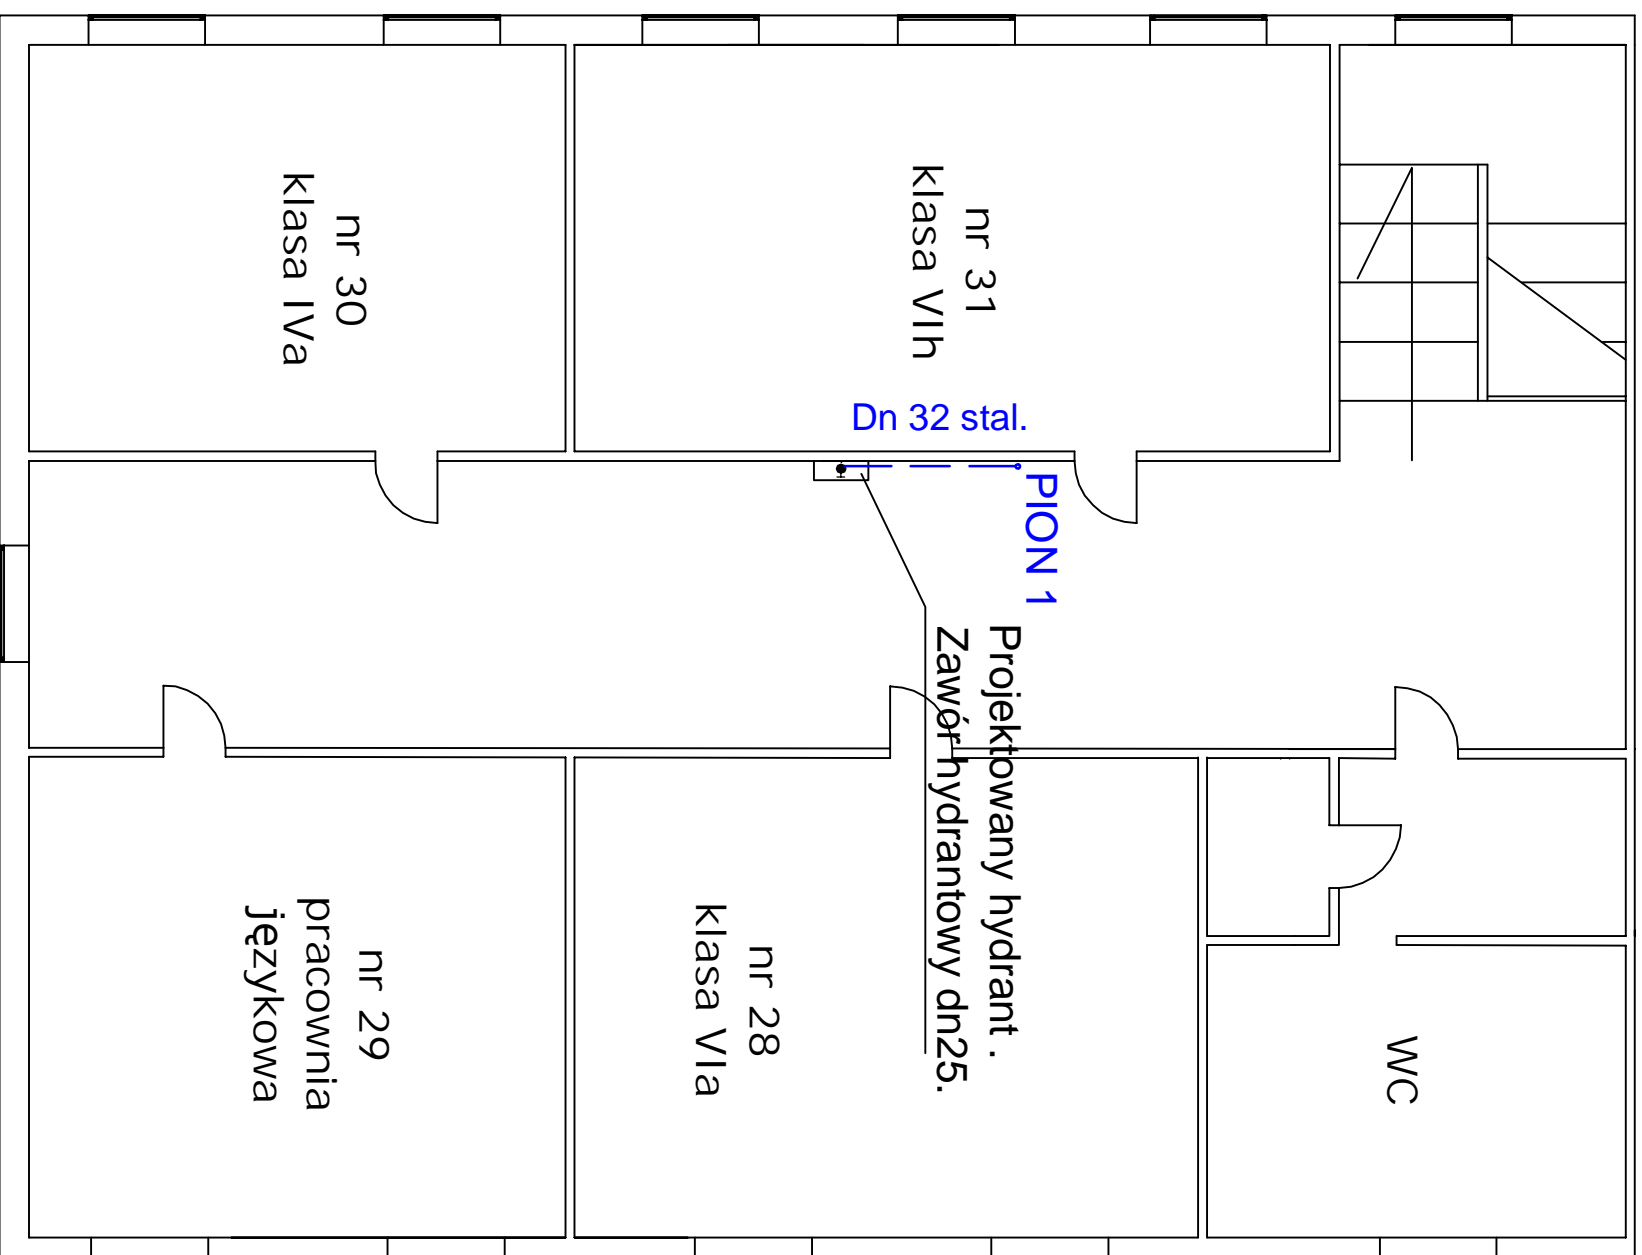 nr 30
klasa IVa
nr 31
klasa VIh
Dn 32 stal.
PION 1
Projektowany hydrant .
Zawór hydrantowy dn25.
nr 29
pracownia
językowa
nr 28
klasa VIa
WC